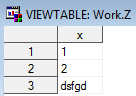 VIEWTABLE: Work.Z
x
1 1
2 2
3 dsfgd